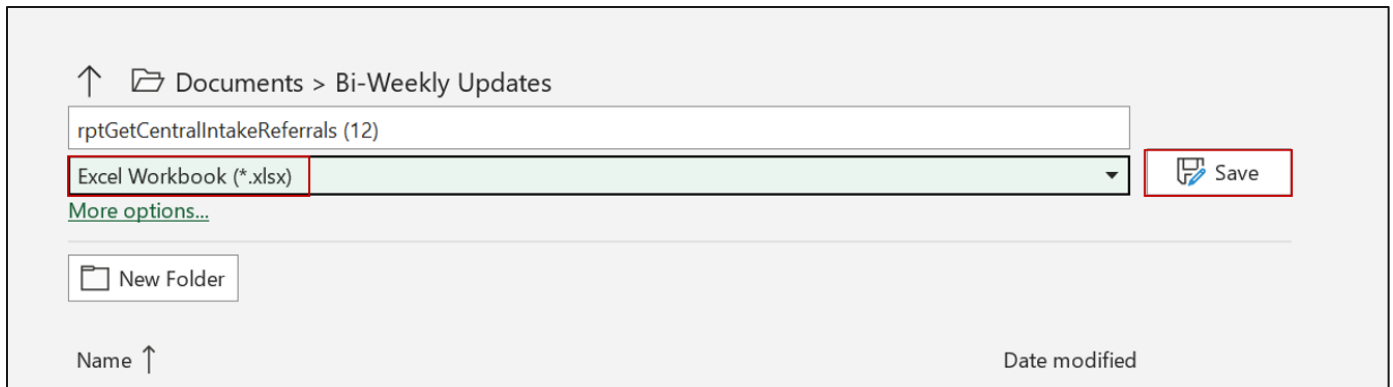 Documents > Bi-Weekly Updates
rptGetCentralIntakeReferrals (12)
Excel Workbook (*.xlsx)
Save
More options...
New Folder
Name Date modified